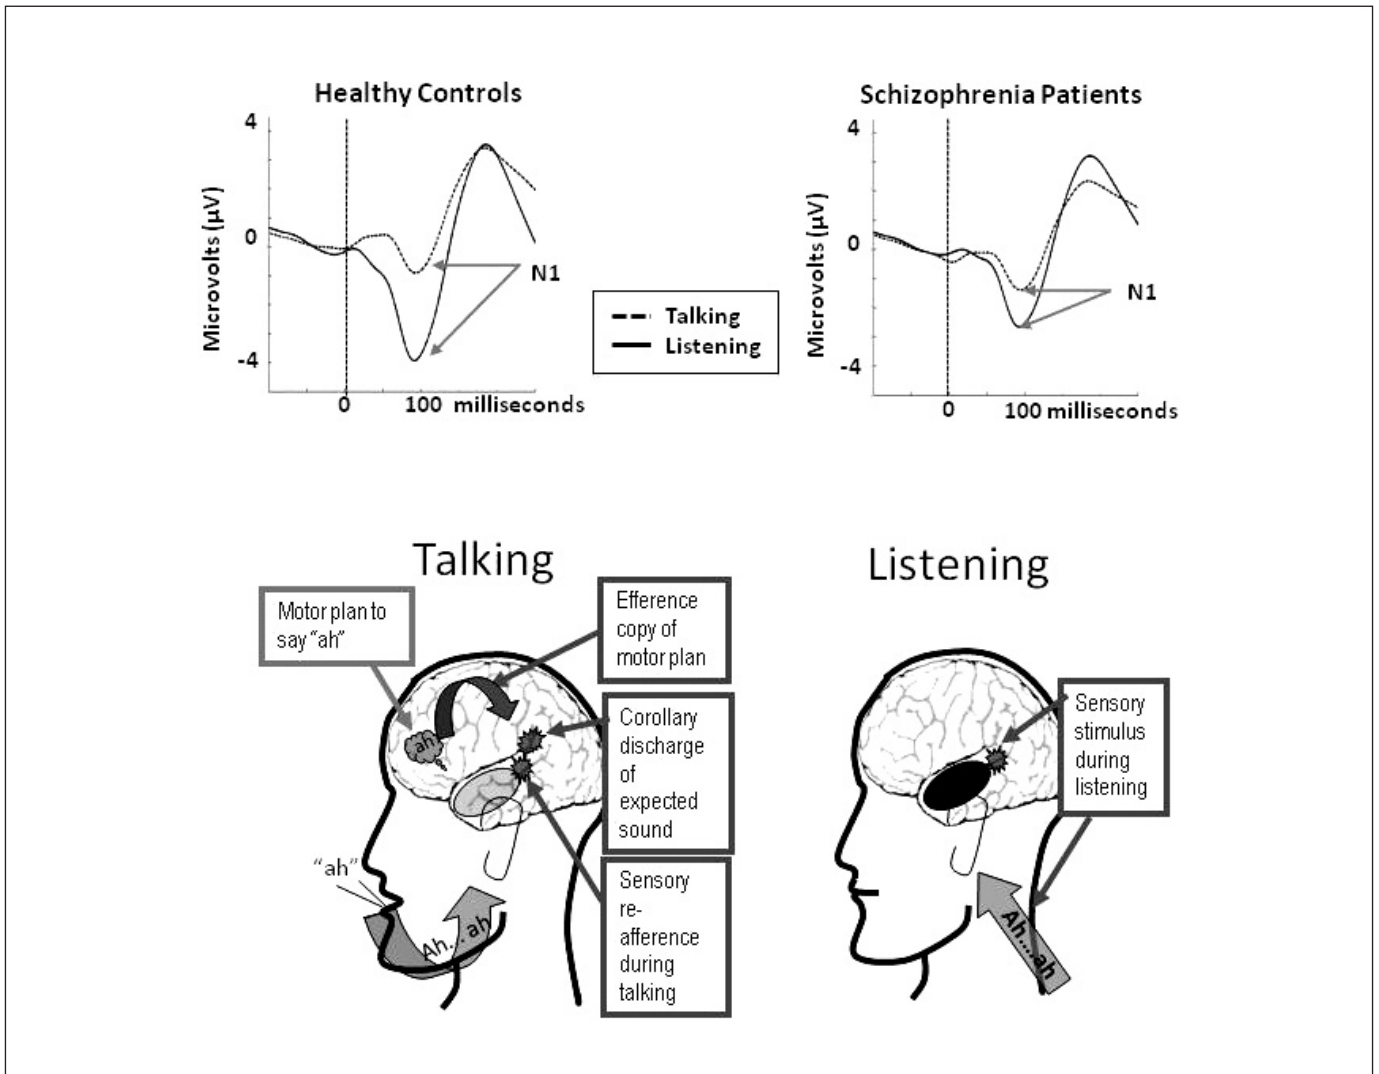 Healthy Controls
4
0
-4
Microvolts (µV)
N1
0
100 milliseconds
Talking
Listening
Schizophrenia Patients
4
0
-4
Microvolts (µV)
N1
0
100 milliseconds
Talking
Motor plan to
say “ah”
Efference
copy of
motor plan
ah
Corollary
discharge
of
expected
sound
“ah”
Ah... ah
Sensory
re-
afference
during
talking
Listening
Sensory
stimulus
during
listening
Ah....ah